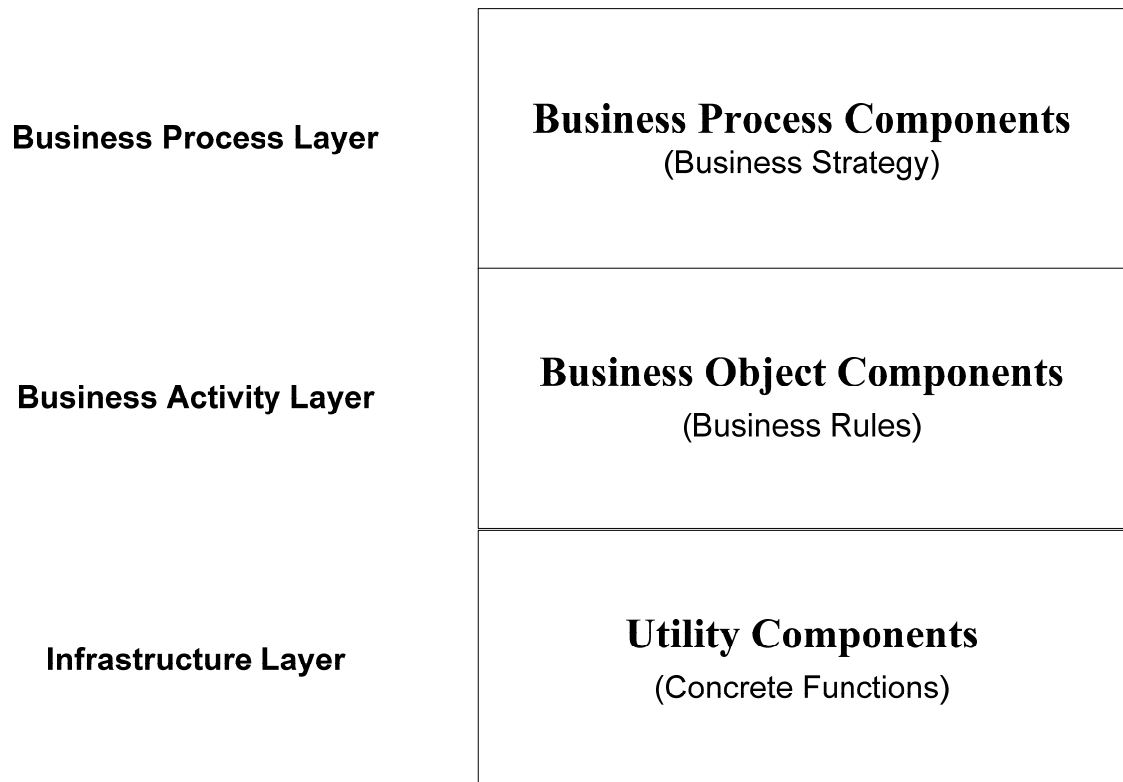 Business Process Layer
Business Process Components
(Business Strategy)
Business Activity Layer
Business Object Components
(Business Rules)
Infrastructure Layer
Utility Components
(Concrete Functions)